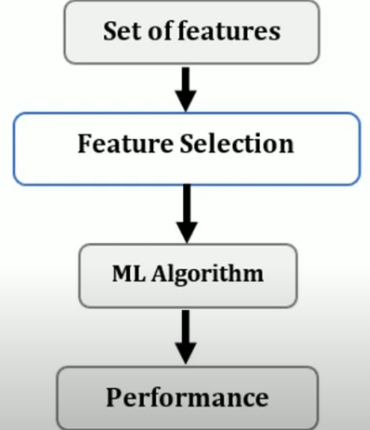 Set of features
Feature Selection
ML Algorithm
Performance